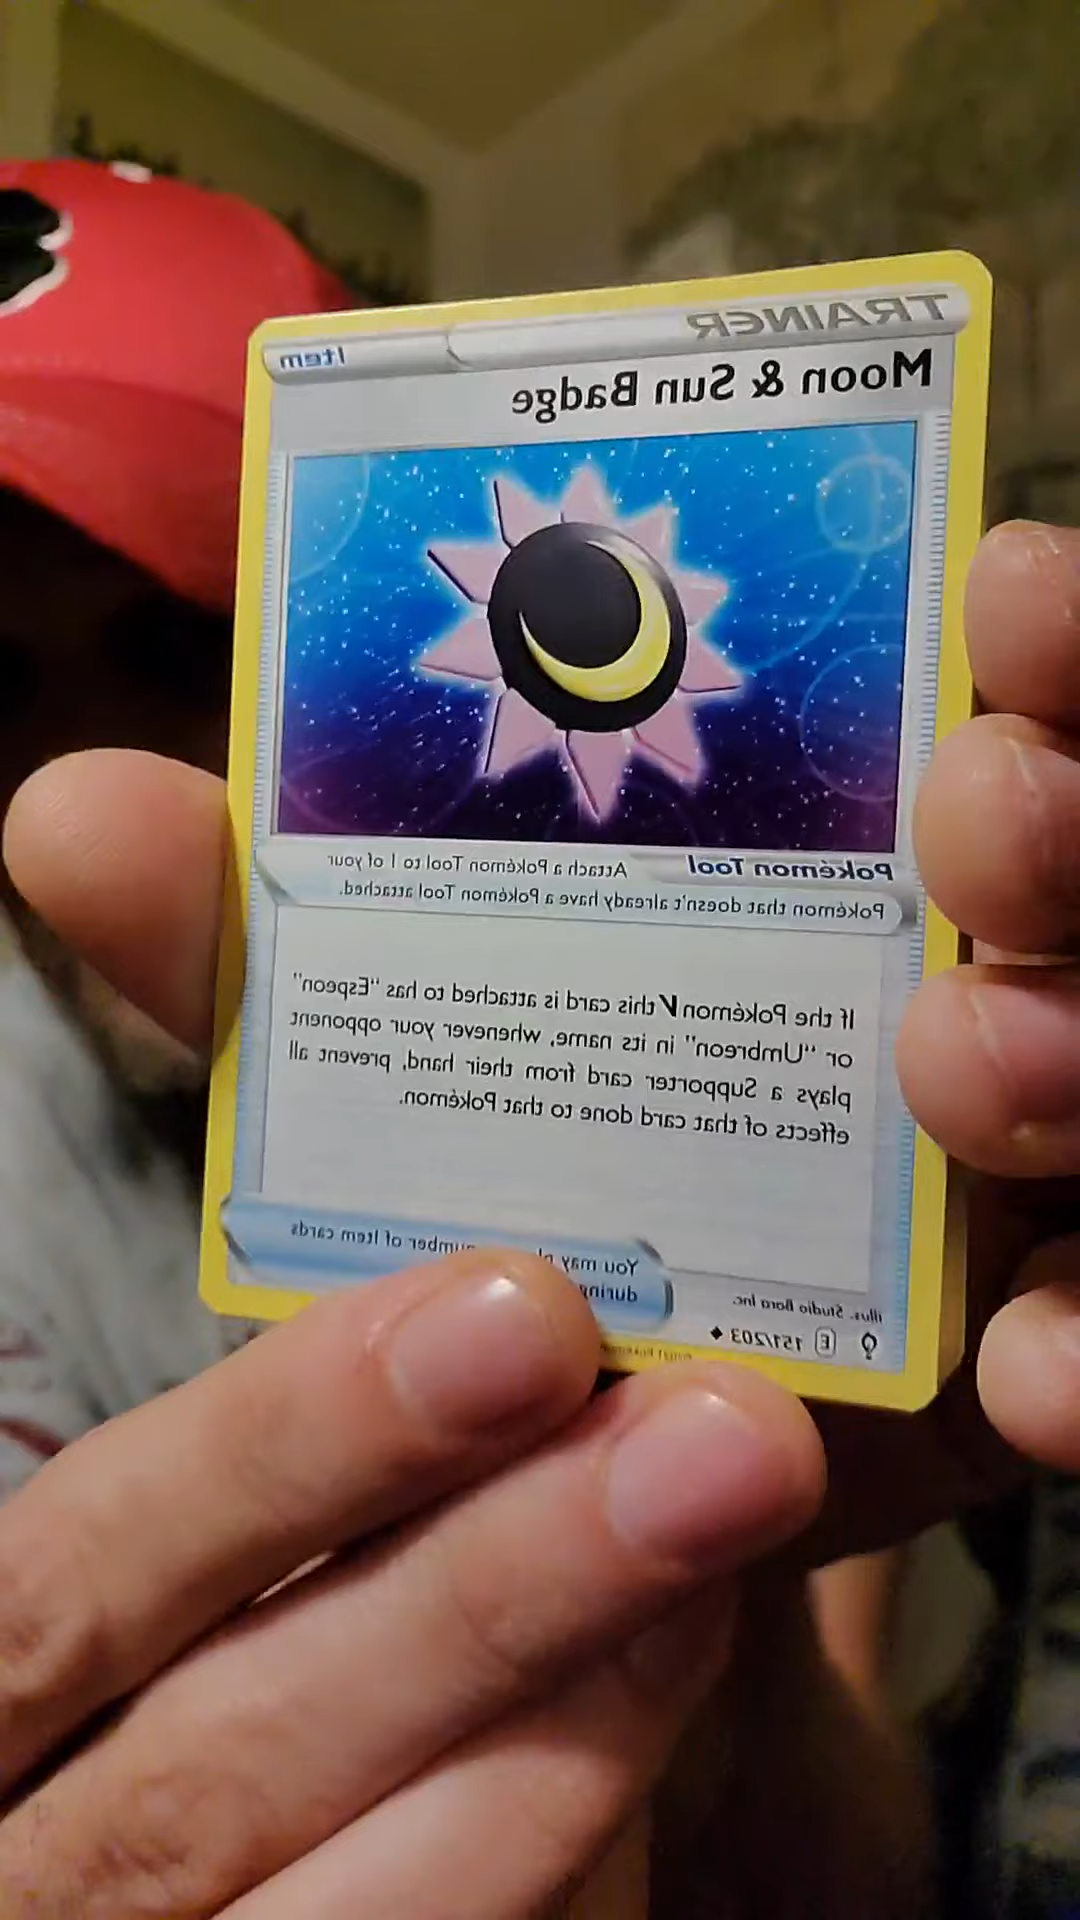 TRAINER
Item
Moon & Sun Badge
Pokémon Tool Attach a Pokémon Tool to 1 of your
Pokémon that doesn't already have a Pokémon Tool attached.
If the Pokémon V this card is attached to has "Espeon"
or "Umbreon" in its name, whenever your opponent
plays a Supporter card from their hand, prevent all
effects of that card done to that Pokémon.
You may number of Item cards
during
Illus. Studio Bora Inc.
E 151/203